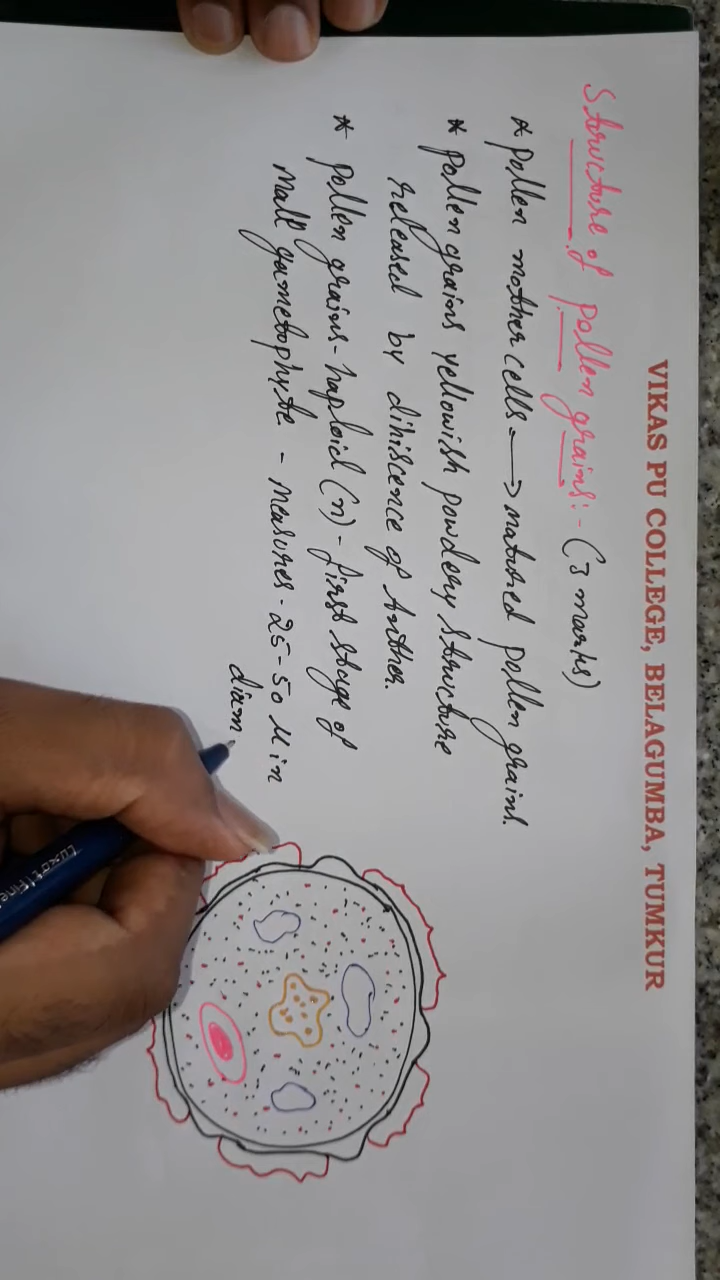 VIKAS PU COLLEGE, BELAGUMBA, TUMKUR
Structure of pollen grains:- (3 marks)
* pollen mother cells ⟶ matured pollen grains.
* pollen grains yellowish powdery structure
released by dihiscence of Anther.
* pollen grains - haploid (n) - first stage of
male gametophyte - measures - 25-50 µ in
diam.
Luxor